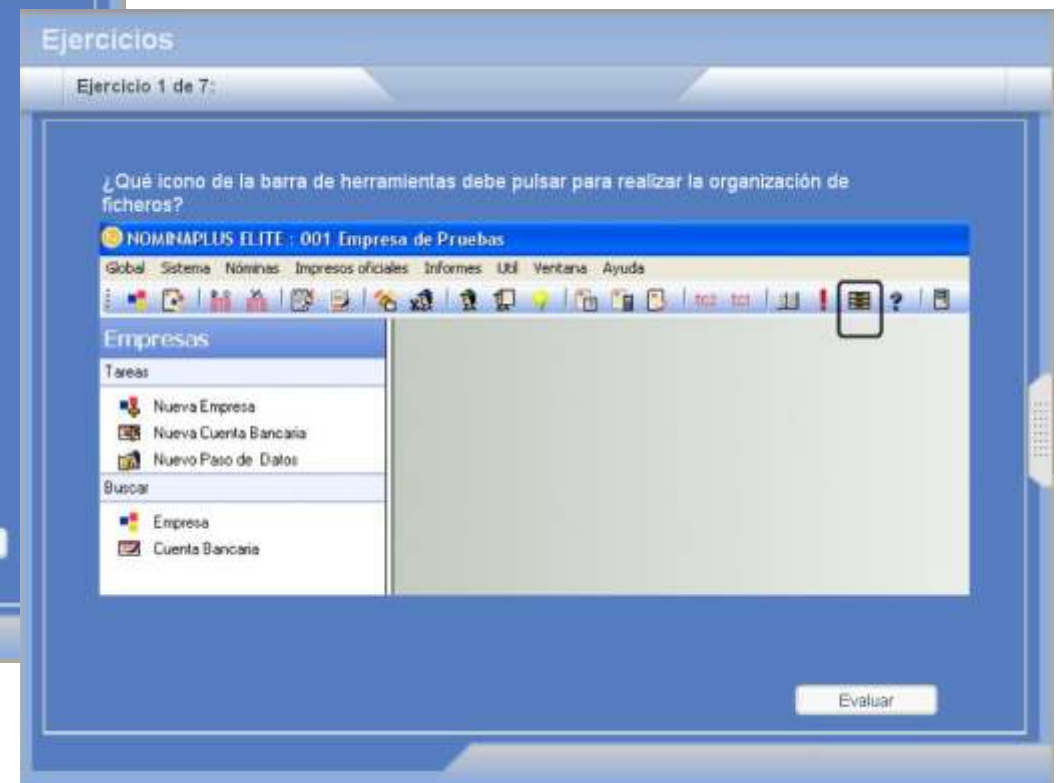 Ejercicios
Ejercicio 1 de 7:
¿Qué icono de la barra de herramientas debe pulsar para realizar la organización de
ficheros?
NOMINAPLUS ELITE : 001 Empresa de Pruebas
Global Sistema Nóminas Impresos oficiales Informes Util Ventana Ayuda
Empresas
Tareas
Nueva Empresa
Nueva Cuenta Bancaria
Nuevo Paso de Datos
Buscar
Empresa
Cuenta Bancaria
Evaluar